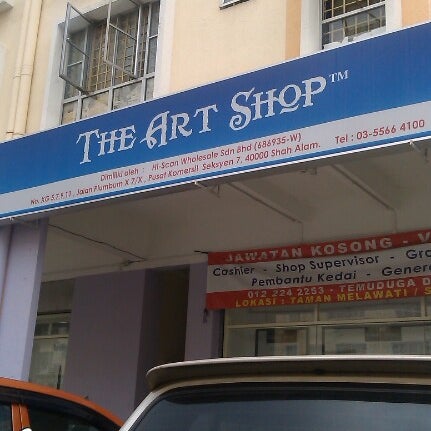 THE ART SHOP™
Dimiliki oleh : Hi-Scan Wholesale Sdn Bhd (686935-W)
No. XG 5,7,9,11, Jalan Plumbum X 7/X, Pusat Komersil Seksyen 7, 40000 Shah Alam. Tel : 03-5566 4100
JAWATAN KOSONG - V
Cashier - Shop Supervisor - Gra
Pembantu Kedai - Gener
012 224 2253 - TEMUDUGA D
LOKASI : TAMAN MELAWATI / S